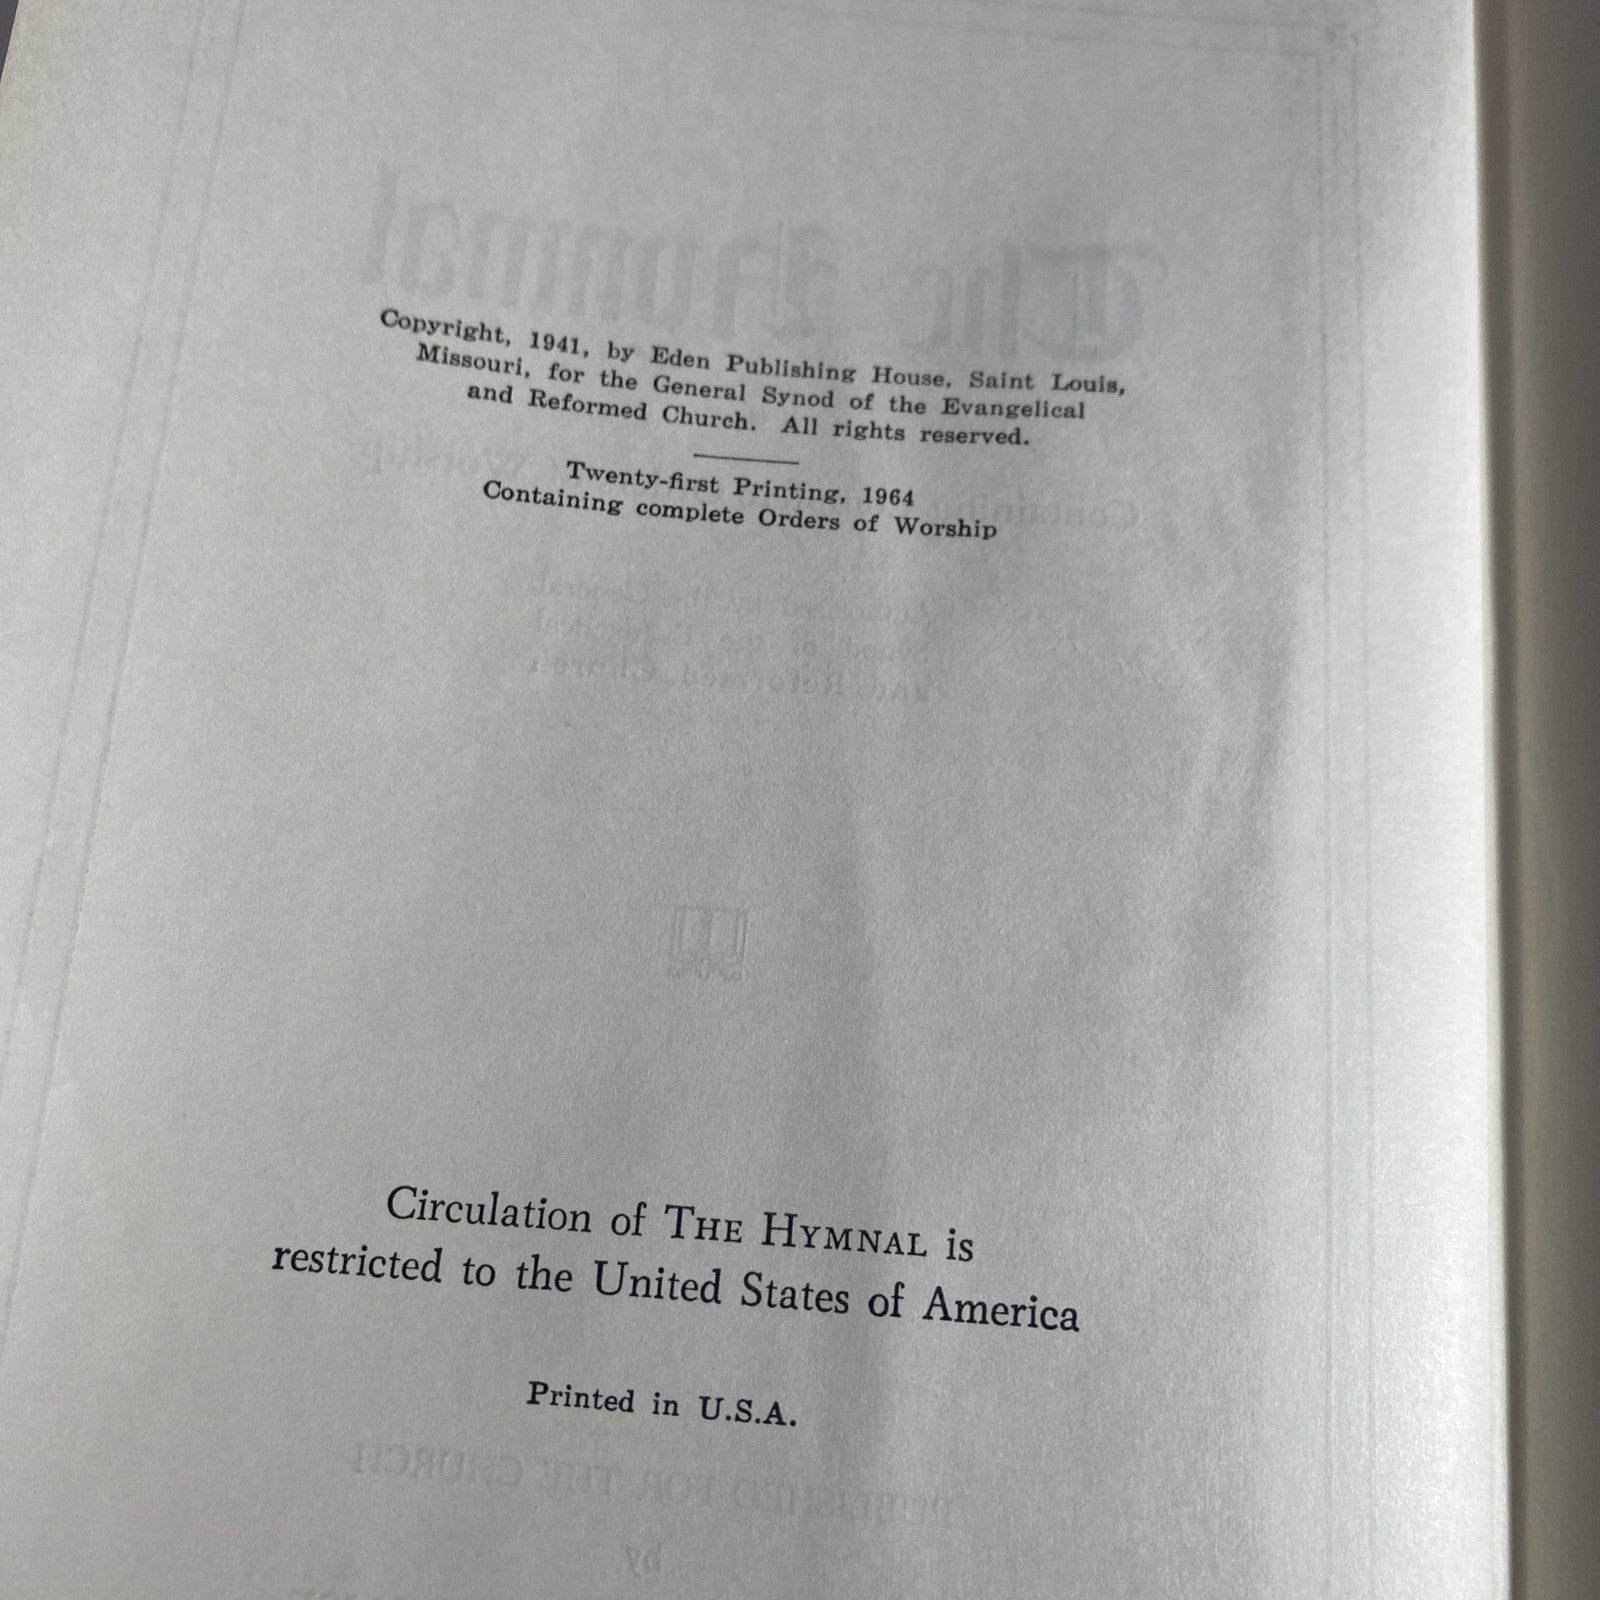 Copyright, 1941, by Eden Publishing House, Saint Louis,
Missouri, for the General Synod of the Evangelical
and Reformed Church. All rights reserved.
Twenty-first Printing, 1964
Containing complete Orders of Worship
Circulation of THE HYMNAL is
restricted to the United States of America
Printed in U.S.A.